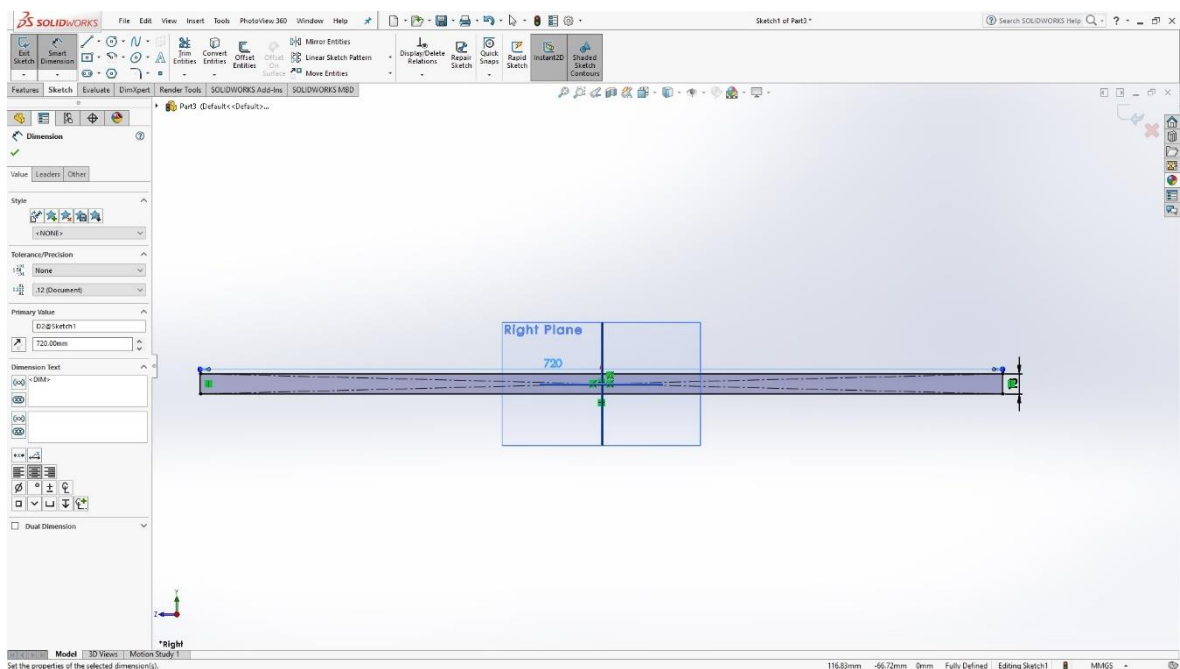 SOLIDWORKS File Edit View Insert Tools PhotoView 360 Window Help Sketch1 of Part3 * Search SOLIDWORKS Help
Exit Sketch Smart Dimension Trim Entities Convert Entities Offset Entities Offset On Surface Mirror Entities Linear Sketch Pattern Move Entities Display/Delete Relations Repair Sketch Quick Snaps Rapid Sketch Instant2D Shaded Sketch Contours
Features Sketch Evaluate DimXpert Render Tools SOLIDWORKS Add-Ins SOLIDWORKS MBD
Part3 (Default<<Default>...
Dimension
Value Leaders Other
Style
<NONE>
Tolerance/Precision
None
.12 (Document)
Primary Value
D2@Sketch1
720.00mm
Dimension Text
<DIM>
Dual Dimension
Right Plane
720
Y
Z
*Right
Model 3D Views Motion Study 1
Set the properties of the selected dimension(s). 116.83mm -66.72mm 0mm Fully Defined Editing Sketch1 MMGS